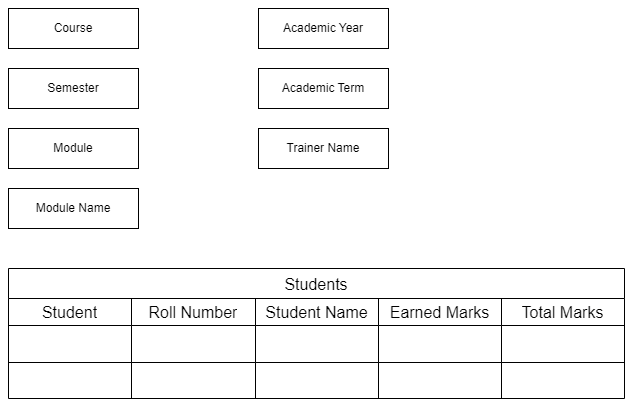 Course
Academic Year
Semester
Academic Term
Module
Trainer Name
Module Name
Students
Student Roll Number Student Name Earned Marks Total Marks